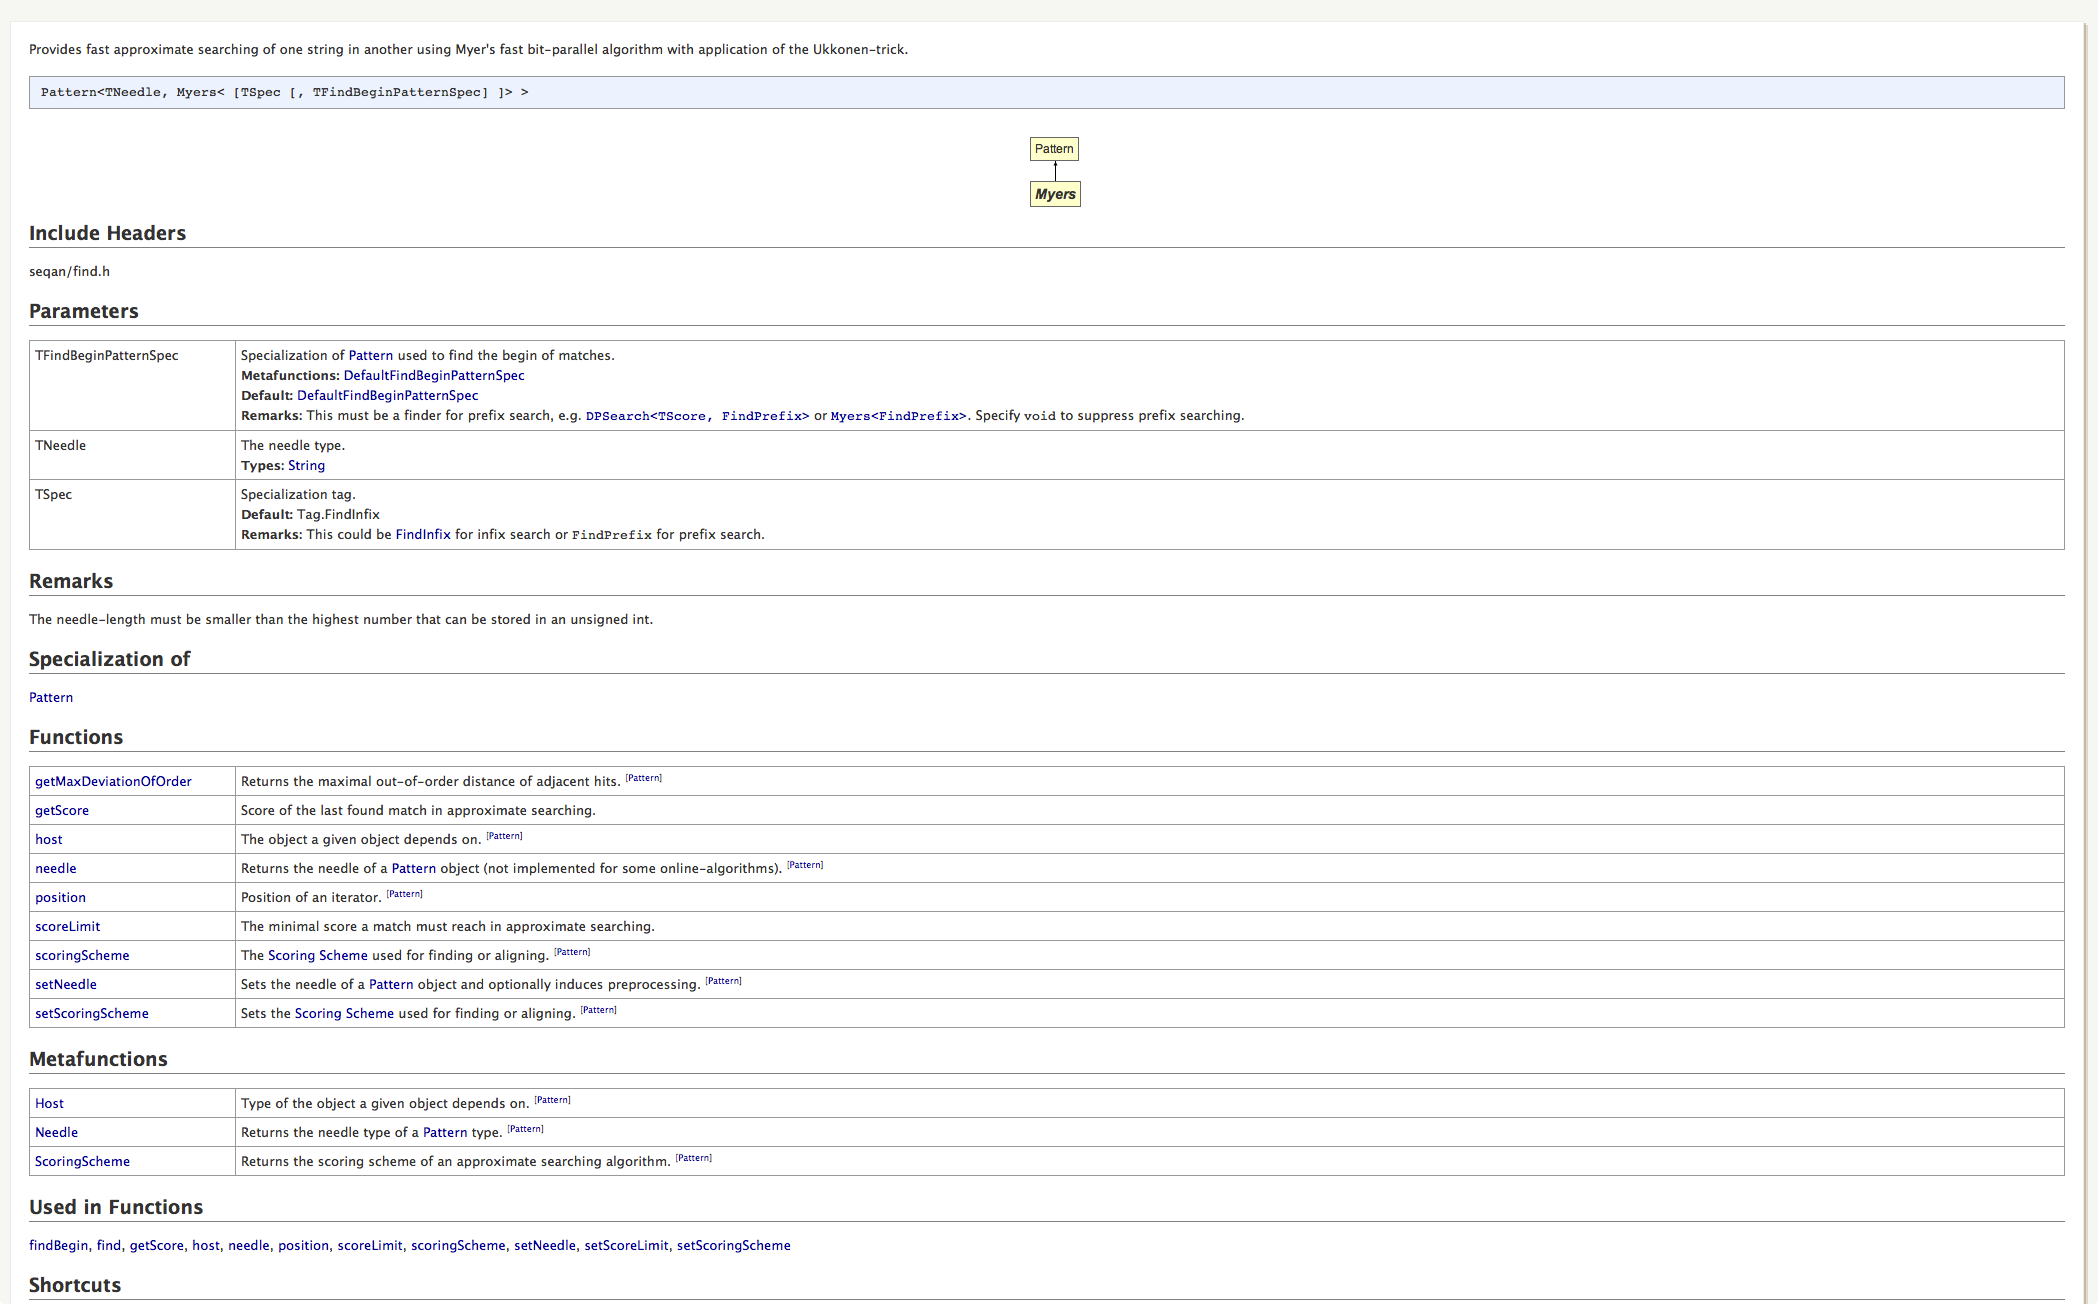 Provides fast approximate searching of one string in another using Myer's fast bit-parallel algorithm with application of the Ukkonen-trick.
Pattern<TNeedle, Myers< [TSpec [, TFindBeginPatternSpec] ]> >
Pattern
Myers
Include Headers
seqan/find.h
Parameters
TFindBeginPatternSpec
Specialization of Pattern used to find the begin of matches.
Metafunctions: DefaultFindBeginPatternSpec
Default: DefaultFindBeginPatternSpec
Remarks: This must be a finder for prefix search, e.g. DPSearch<TScore, FindPrefix> or Myers<FindPrefix>. Specify void to suppress prefix searching.
TNeedle
The needle type.
Types: String
TSpec
Specialization tag.
Default: Tag.FindInfix
Remarks: This could be FindInfix for infix search or FindPrefix for prefix search.
Remarks
The needle-length must be smaller than the highest number that can be stored in an unsigned int.
Specialization of
Pattern
Functions
getMaxDeviationOfOrder Returns the maximal out-of-order distance of adjacent hits. [Pattern]
getScore Score of the last found match in approximate searching.
host The object a given object depends on. [Pattern]
needle Returns the needle of a Pattern object (not implemented for some online-algorithms). [Pattern]
position Position of an iterator. [Pattern]
scoreLimit The minimal score a match must reach in approximate searching.
scoringScheme The Scoring Scheme used for finding or aligning. [Pattern]
setNeedle Sets the needle of a Pattern object and optionally induces preprocessing. [Pattern]
setScoringScheme Sets the Scoring Scheme used for finding or aligning. [Pattern]
Metafunctions
Host Type of the object a given object depends on. [Pattern]
Needle Returns the needle type of a Pattern type. [Pattern]
ScoringScheme Returns the scoring scheme of an approximate searching algorithm. [Pattern]
Used in Functions
findBegin, find, getScore, host, needle, position, scoreLimit, scoringScheme, setNeedle, setScoreLimit, setScoringScheme
Shortcuts